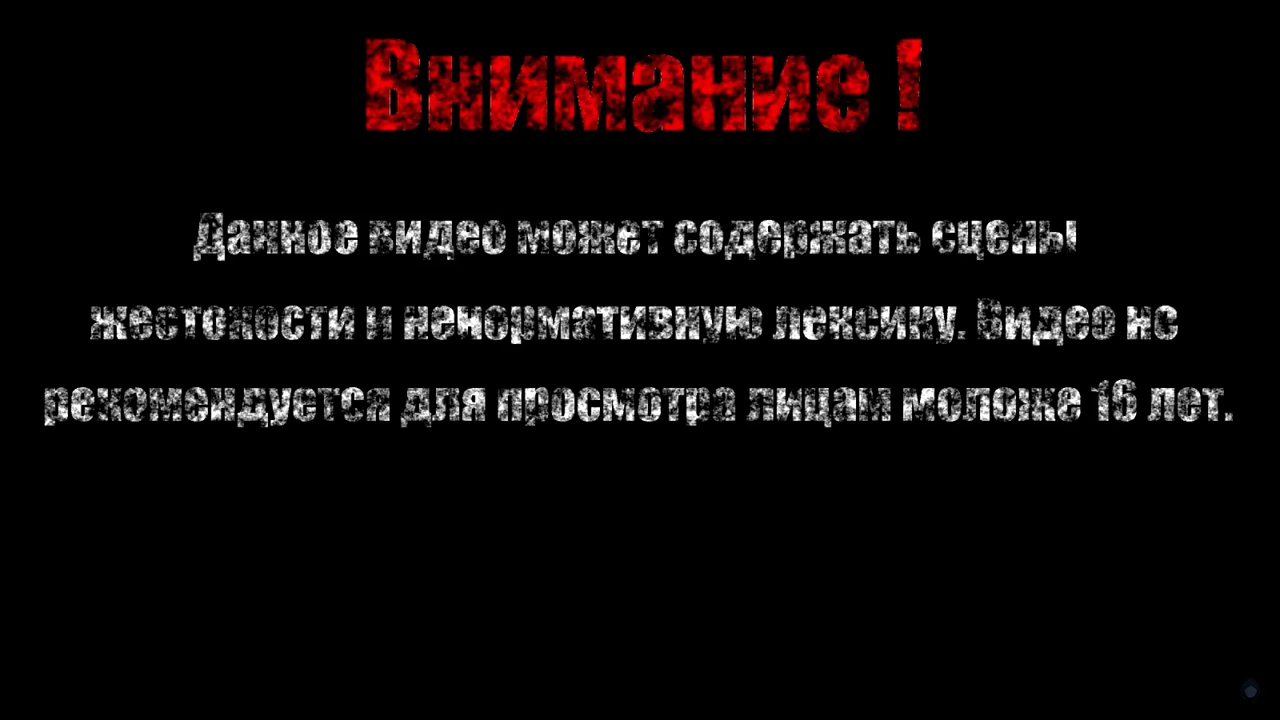 Внимание !
Данное видео может содержать сцены
жестокости и ненормативную лексику. Видео не
рекомендуется для просмотра лицам моложе 16 лет.